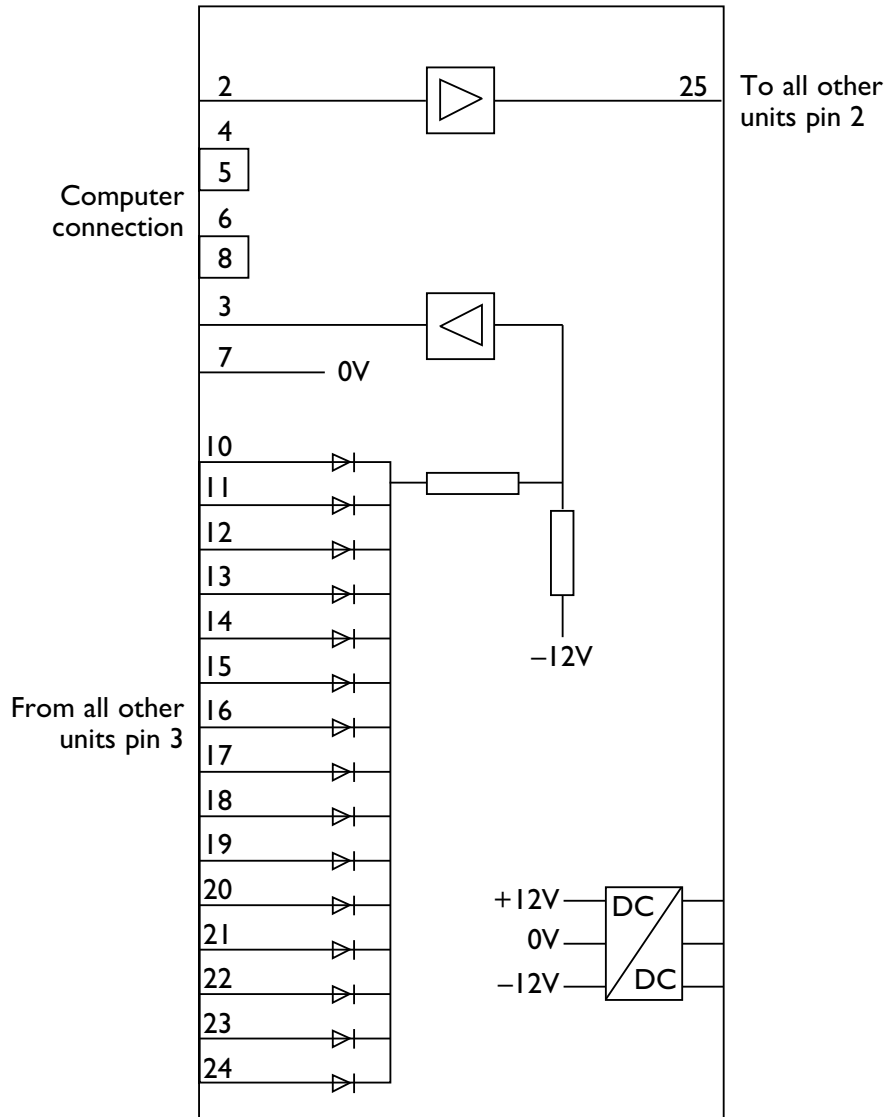 2
25
To all other
units pin 2
4
5
Computer
connection
6
8
3
7
0V
10
11
12
13
14
15
From all other
units pin 3
16
17
18
19
20
21
22
23
24
–12V
+12V
0V
–12V
DC
DC